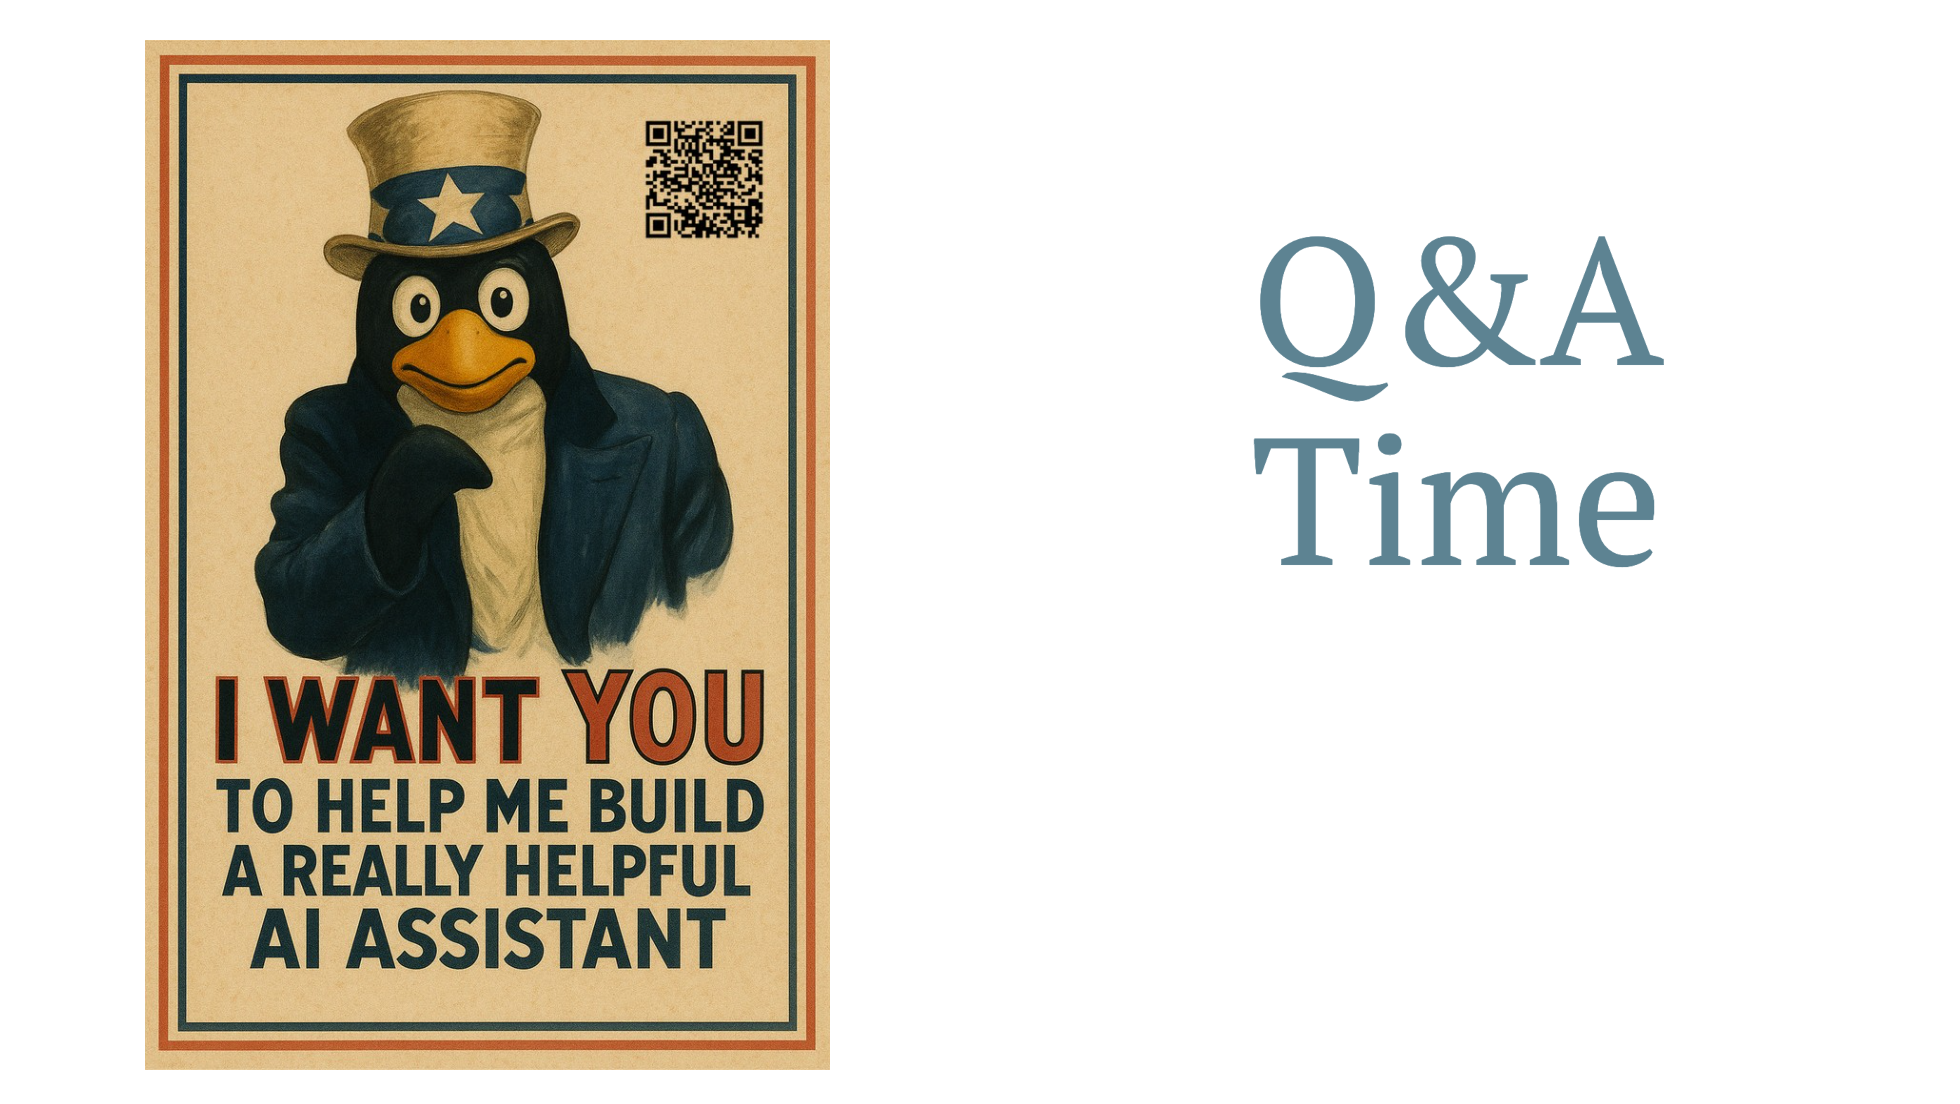 I WANT YOU
TO HELP ME BUILD
A REALLY HELPFUL
AI ASSISTANT
Q&A
Time